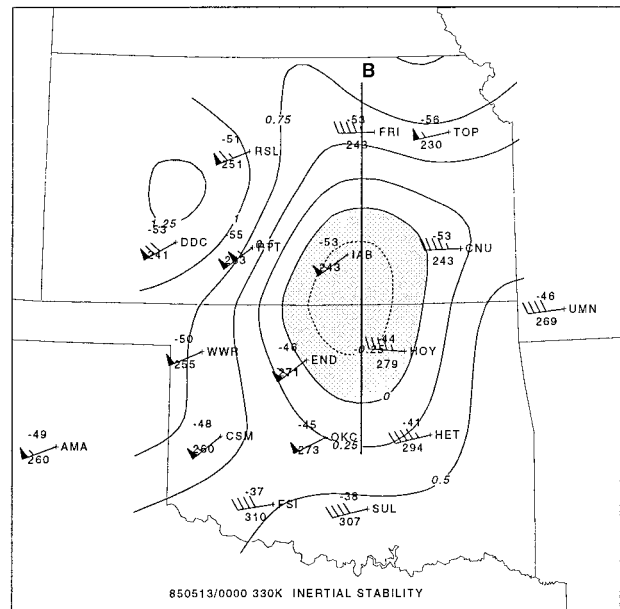 B
-53
FRI
243
-56
TOP
230
0.75
-51
RSL
251
1.25
1
-53
DDC
241
-55
-53
IAB
243
-53
CNU
243
-46
UMN
269
-50
WWR
255
-46
END
271
-44
HOY
279
-0.25
0
-49
AMA
260
-48
CSM
260
-45
OKC
273
0.25
-41
HET
294
0.5
-37
FSI
310
-38
SUL
307
850513/0000 330K INERTIAL STABILITY